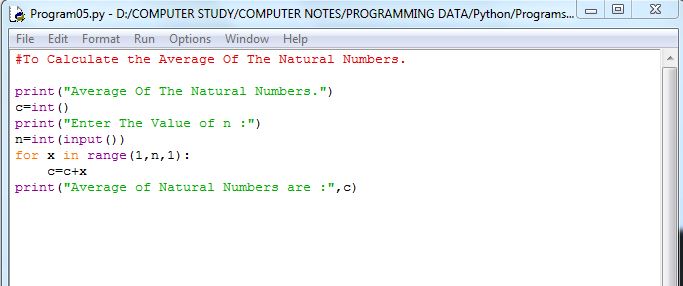 Program05.py - D:/COMPUTER STUDY/COMPUTER NOTES/PROGRAMMING DATA/Python/Programs...
File Edit Format Run Options Window Help
#To Calculate the Average Of The Natural Numbers.
print("Average Of The Natural Numbers.")
c=int()
print("Enter The Value of n :")
n=int(input())
for x in range(1,n,1):
    c=c+x
print("Average of Natural Numbers are :",c)